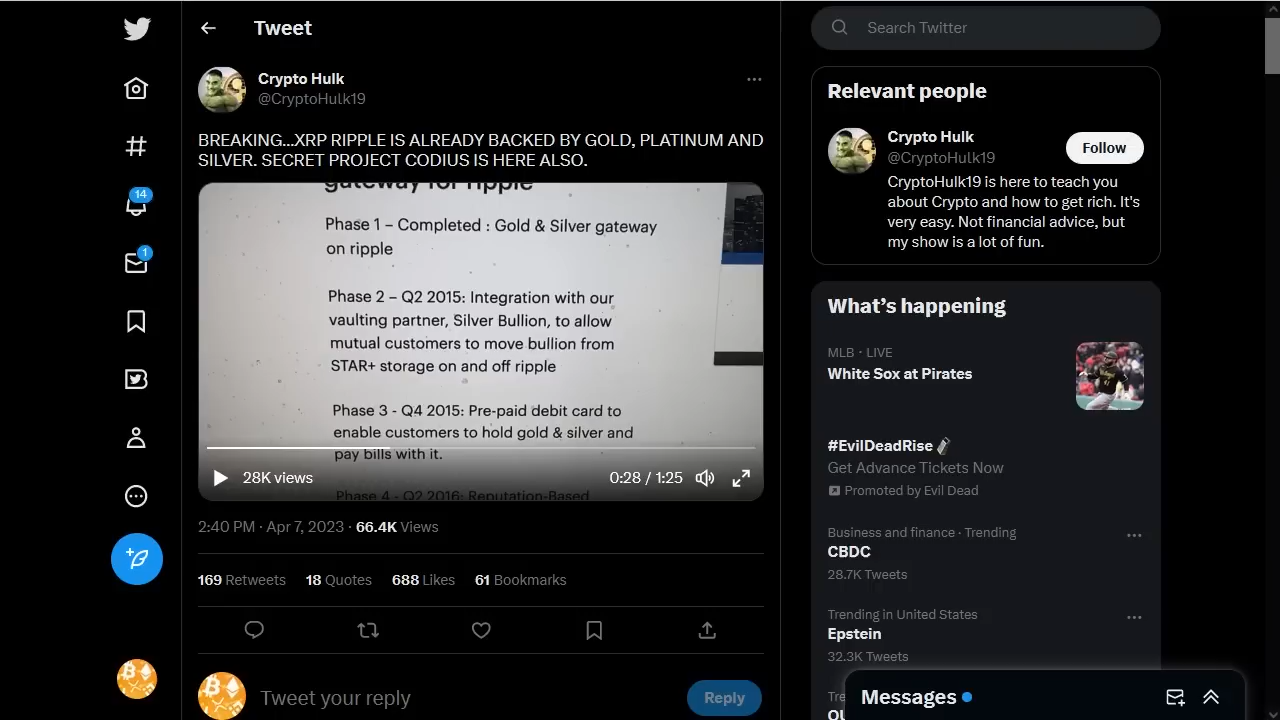 Tweet
Search Twitter
Crypto Hulk
@CryptoHulk19
BREAKING...XRP RIPPLE IS ALREADY BACKED BY GOLD, PLATINUM AND
SILVER. SECRET PROJECT CODIUS IS HERE ALSO.
gateway for ripple
Phase 1 – Completed : Gold & Silver gateway
on ripple
Phase 2 – Q2 2015: Integration with our
vaulting partner, Silver Bullion, to allow
mutual customers to move bullion from
STAR+ storage on and off ripple
Phase 3 - Q4 2015: Pre-paid debit card to
enable customers to hold gold & silver and
pay bills with it.
Phase 4 - Q2 2016: Reputation-Based
28K views
0:28 / 1:25
2:40 PM · Apr 7, 2023 · 66.4K Views
169 Retweets 18 Quotes 688 Likes 61 Bookmarks
Tweet your reply
Reply
14
1
Relevant people
Crypto Hulk
@CryptoHulk19
Follow
CryptoHulk19 is here to teach you
about Crypto and how to get rich. It's
very easy. Not financial advice, but
my show is a lot of fun.
What's happening
MLB · LIVE
White Sox at Pirates
#EvilDeadRise
Get Advance Tickets Now
Promoted by Evil Dead
Business and finance · Trending
CBDC
28.7K Tweets
Trending in United States
Epstein
32.3K Tweets
Messages